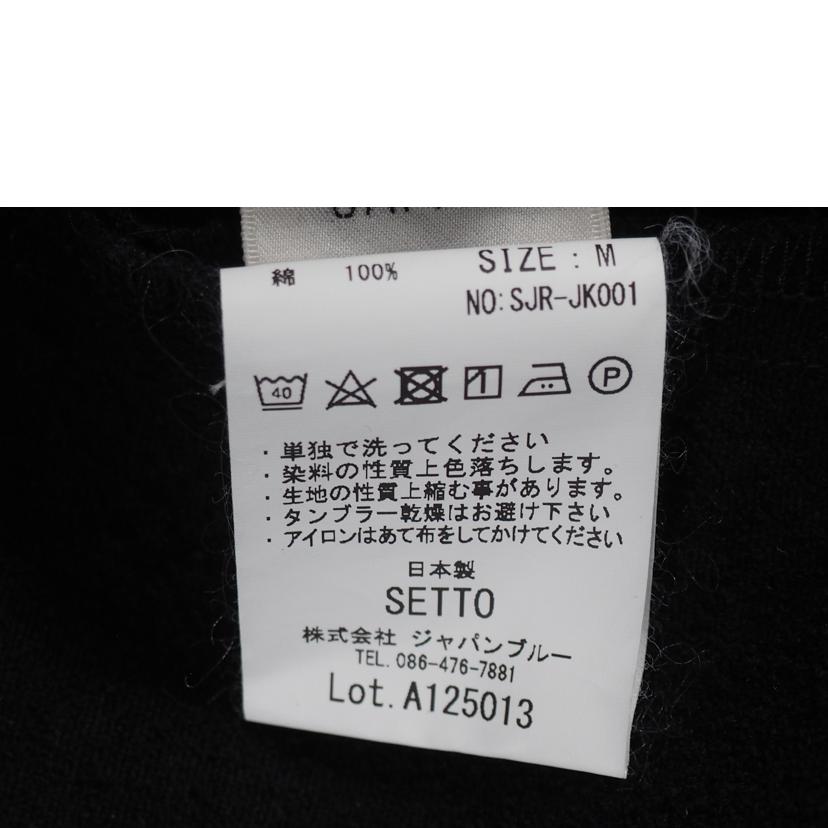 綿 100% SIZE : M
NO:SJR-JK001
40 1 P
・単独で洗ってください
・染料の性質上色落ちします。
・生地の性質上縮む事があります。
・タンブラー乾燥はお避け下さい
・アイロンはあて布をしてかけてください
日本製
SETTO
株式会社 ジャパンブルー
TEL. 086-476-7881
Lot. A125013